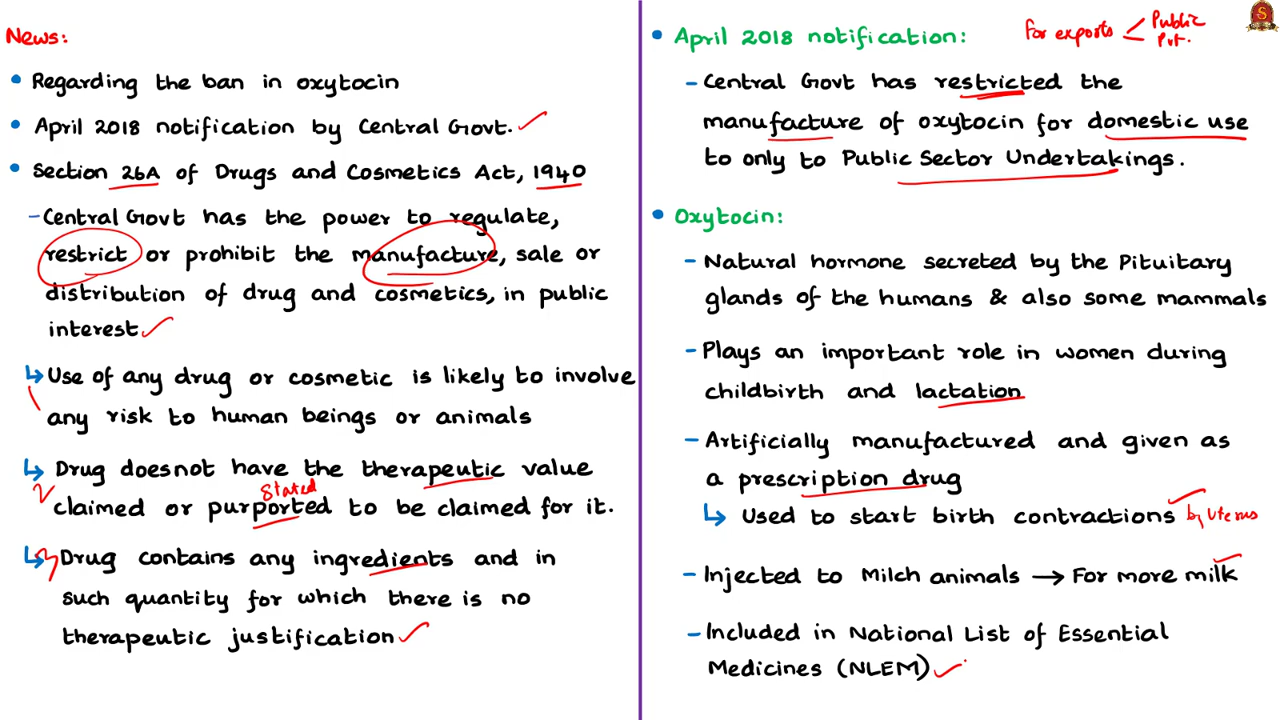 News:
• Regarding the ban in oxytocin
• April 2018 notification by Central Govt.
• Section 26A of Drugs and Cosmetics Act, 1940
- Central Govt has the power to regulate,
restrict or prohibit the manufacture, sale or
distribution of drug and cosmetics, in public
interest
↳ Use of any drug or cosmetic is likely to involve
any risk to human beings or animals
↳ Drug doesnot have the therapeutic value
stated
claimed or purported to be claimed for it.
↳ Drug contains any ingredients and in
such quantity for which there is no
therapeutic justification
• April 2018 notification:
For exports < Public
Pvt.
- Central Govt has restricted the
manufacture of oxytocin for domestic use
to only to Public Sector Undertakings.
• Oxytocin:
- Natural hormone secreted by the Pituitary
glands of the humans & also some mammals
- Plays an important role in women during
childbirth and lactation
- Artificially manufactured and given as
a prescription drug
↳ Used to start birth contractions by uterus
- Injected to Milch animals → For more milk
- Included in National List of Essential
Medicines (NLEM)
S